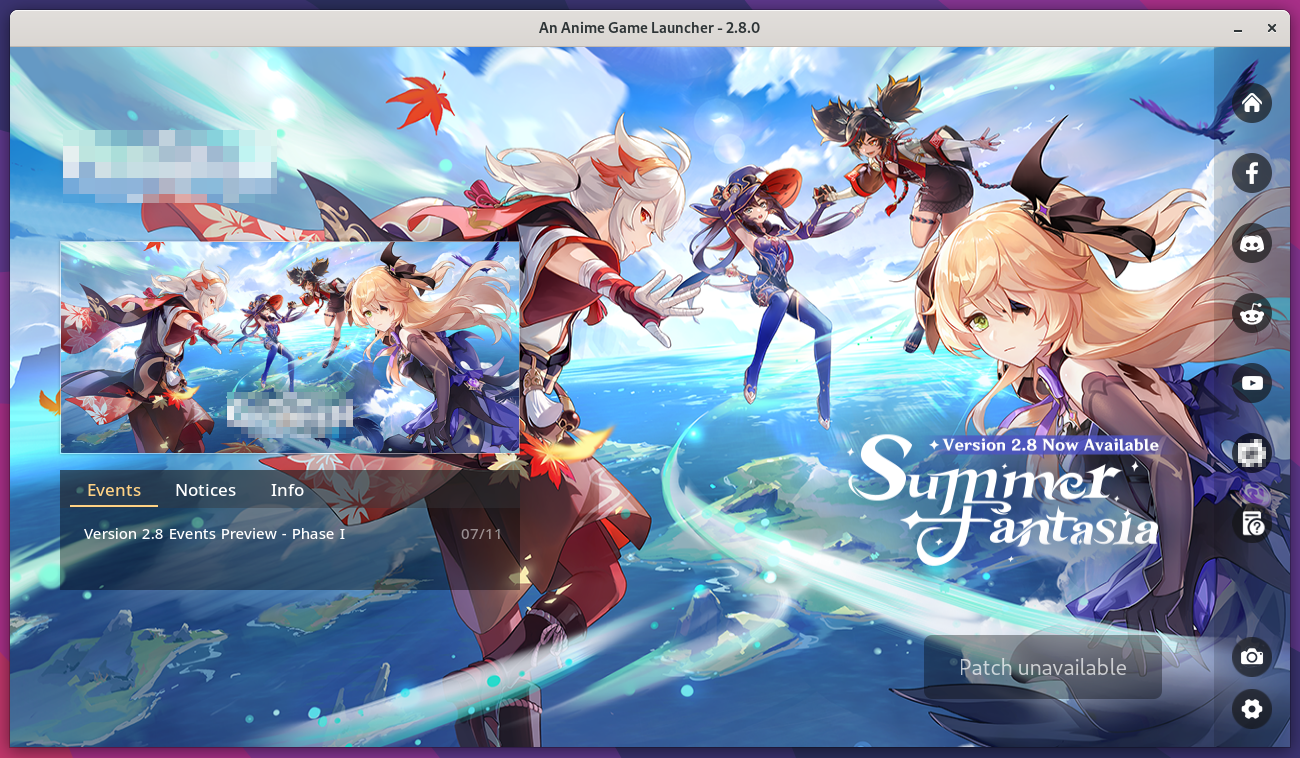 An Anime Game Launcher - 2.8.0
Version 2.8 Now Available
Summer
Fantasia
Events Notices Info
Version 2.8 Events Preview - Phase I 07/11
Patch unavailable